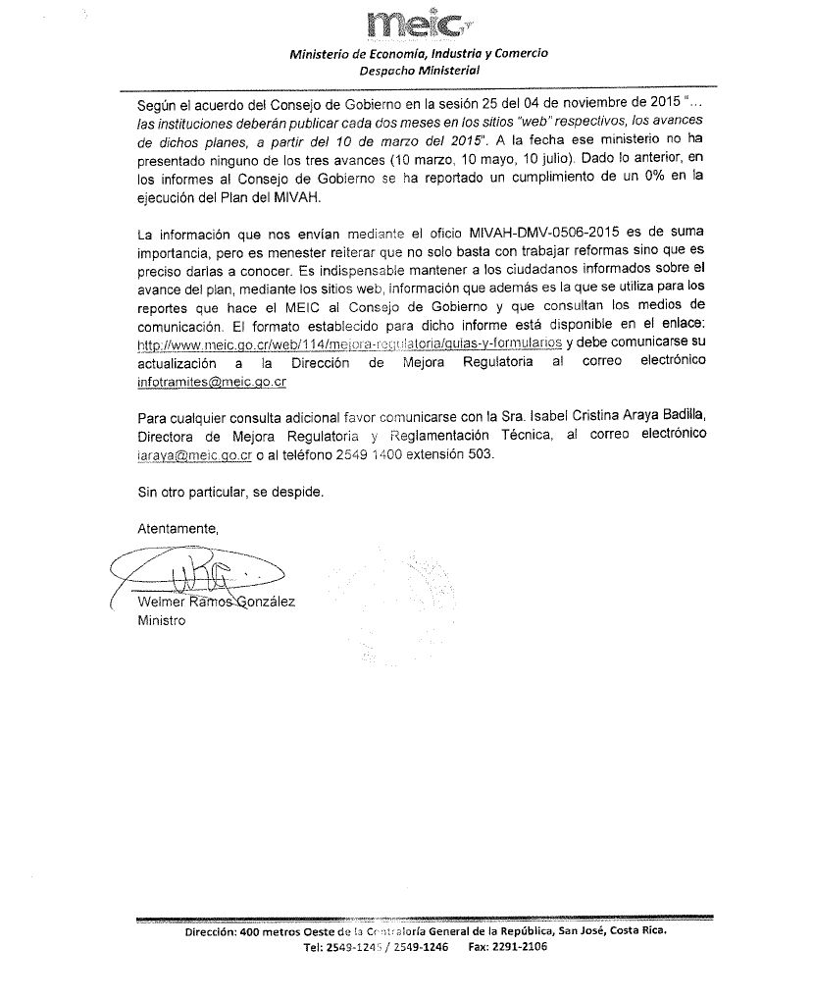 meic
Ministerio de Economía, Industria y Comercio
Despacho Ministerial
Según el acuerdo del Consejo de Gobierno en la sesión 25 del 04 de noviembre de 2015 "…
las instituciones deberán publicar cada dos meses en los sitios "web" respectivos, los avances
de dichos planes, a partir del 10 de marzo del 2015". A la fecha ese ministerio no ha
presentado ninguno de los tres avances (10 marzo, 10 mayo, 10 julio). Dado lo anterior, en
los informes al Consejo de Gobierno se ha reportado un cumplimiento de un 0% en la
ejecución del Plan del MIVAH.
La información que nos envían mediante el oficio MIVAH-DMV-0506-2015 es de suma
importancia, pero es menester reiterar que no solo basta con trabajar reformas sino que es
preciso darlas a conocer. Es indispensable mantener a los ciudadanos informados sobre el
avance del plan, mediante los sitios web, información que además es la que se utiliza para los
reportes que hace el MEIC al Consejo de Gobierno y que consultan los medios de
comunicación. El formato establecido para dicho informe está disponible en el enlace:
http://www.meic.go.cr/web/114/mejora-regulatoria/guias-y-formularios y debe comunicarse su
actualización a la Dirección de Mejora Regulatoria al correo electrónico
infotramites@meic.go.cr
Para cualquier consulta adicional favor comunicarse con la Sra. Isabel Cristina Araya Badilla,
Directora de Mejora Regulatoria y Reglamentación Técnica, al correo electrónico
iaraya@meic.go.cr o al teléfono 2549 1400 extensión 503.
Sin otro particular, se despide.
Atentamente,
Welmer Ramos González
Ministro
Dirección: 400 metros Oeste de la Contraloría General de la República, San José, Costa Rica.
Tel: 2549-1245 / 2549-1246 Fax: 2291-2106